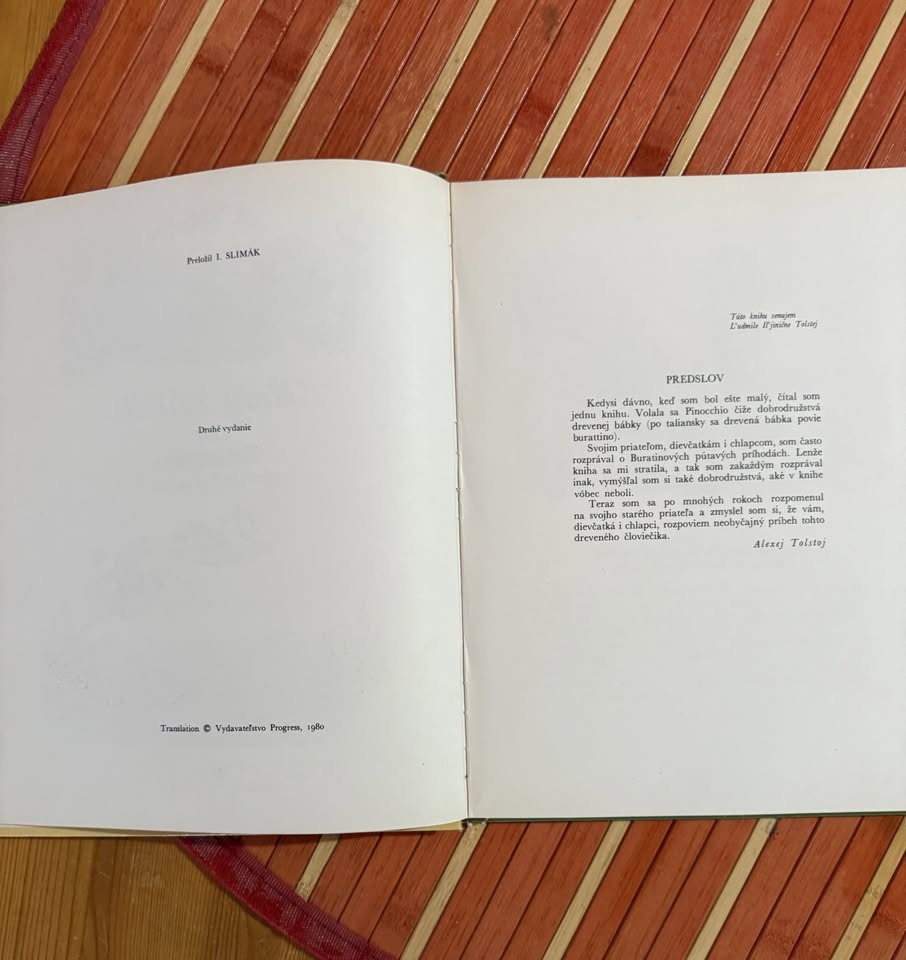 Preložil I. SLIMÁK
Druhé vydanie
Translation © Vydavateľstvo Progress, 1980
Túto knihu venujem
Ľudmile Iľjinične Tolstej
PREDSLOV
Kedysi dávno, keď som bol ešte malý, čítal som
jednu knihu. Volala sa Pinocchio čiže dobrodružstvá
drevenej bábky (po taliansky sa drevená bábka povie
burattino).
Svojim priateľom, dievčatkám i chlapcom, som často
rozprával o Buratinových pútavých príhodách. Lenže
kniha sa mi stratila, a tak som zakaždým rozprával
inak, vymýšľal som si také dobrodružstvá, aké v knihe
vôbec neboli.
Teraz som sa po mnohých rokoch rozpomenul
na svojho starého priateľa a zmyslel som si, že vám,
dievčatká i chlapci, rozpoviem neobyčajný príbeh tohto
dreveného človiečika.
Alexej Tolstoj